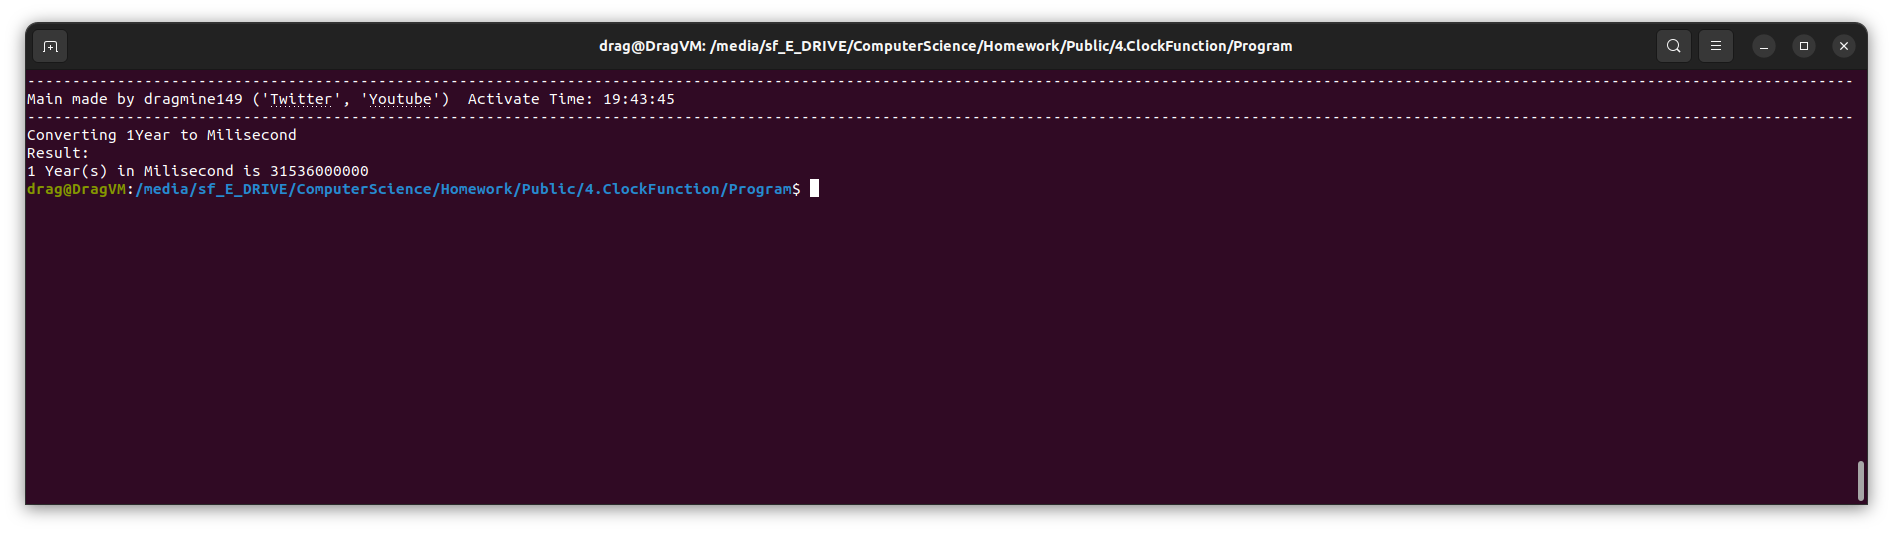 drag@DragVM: /media/sf_E_DRIVE/ComputerScience/Homework/Public/4.ClockFunction/Program
-----------------------------------------------------------------------------------------------------------------------------------------------------------------------------------------------------------
Main made by dragmine149 ('Twitter', 'Youtube')  Activate Time: 19:43:45
-----------------------------------------------------------------------------------------------------------------------------------------------------------------------------------------------------------
Converting 1Year to Milisecond
Result:
1 Year(s) in Milisecond is 31536000000
drag@DragVM:/media/sf_E_DRIVE/ComputerScience/Homework/Public/4.ClockFunction/Program$